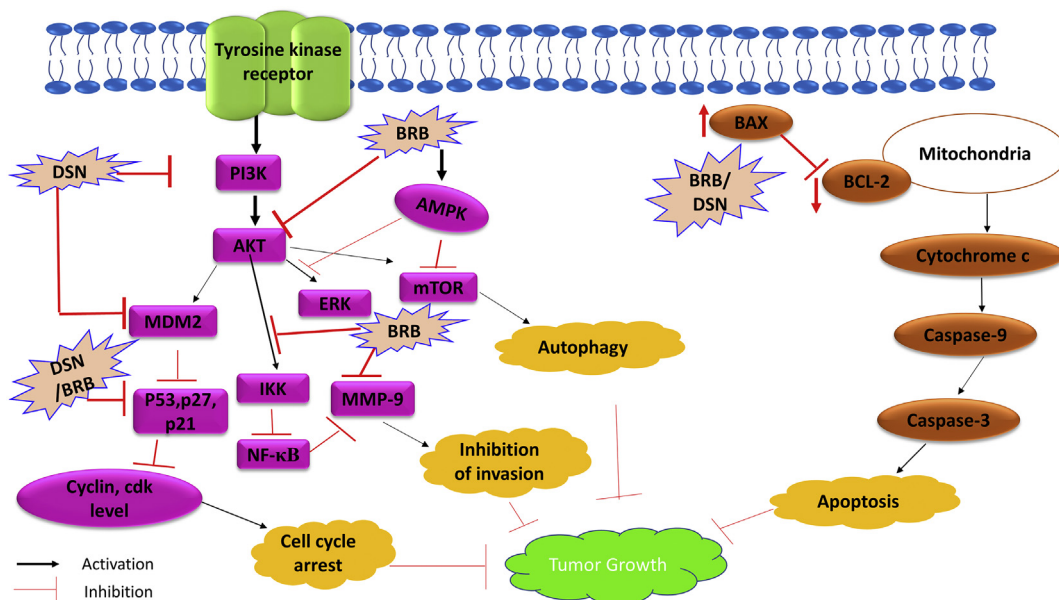 Tyrosine kinase
receptor
BRB
BAX
DSN
PI3K
Mitochondria
BRB/
DSN
BCL-2
AMPK
AKT
Cytochrome c
ERK
mTOR
MDM2
BRB
Caspase-9
Autophagy
DSN
/BRB
IKK
MMP-9
P53,p27,
p21
Caspase-3
NF-κB
Inhibition
of invasion
Cyclin, cdk
level
Apoptosis
Cell cycle
arrest
Tumor Growth
Activation
Inhibition